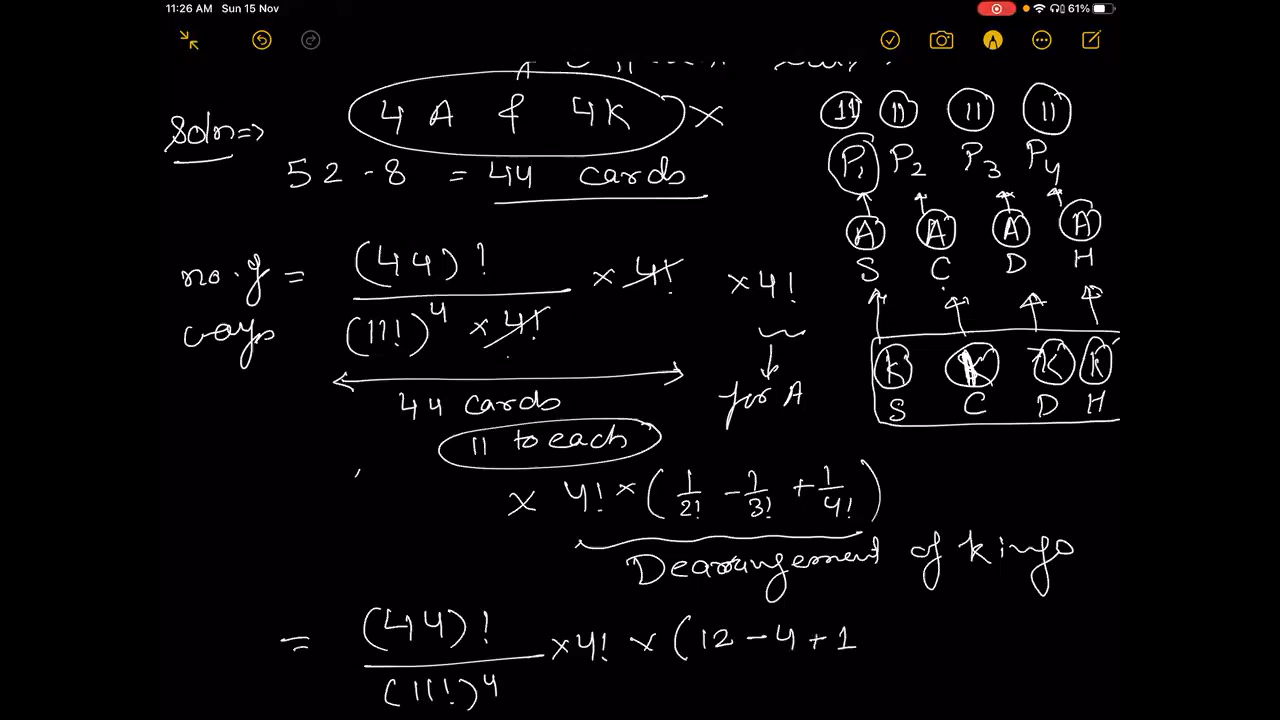 11:26 AM Sun 15 Nov 61%
Soln⇒ 4 A & 4K ×
52 - 8 = 44 cards
11 11 11 11
P1 P2 P3 P4
A A A A
S C D H
K K K K
S C D H
no. of ways = (44)! / (11!)^4 × 4! × 4! × 4!
for A
44 cards
11 to each
× 4! × (1/2! - 1/3! + 1/4!)
Dearrangement of kings
= (44)! / (11!)^4 × 4! × (12 - 4 + 1